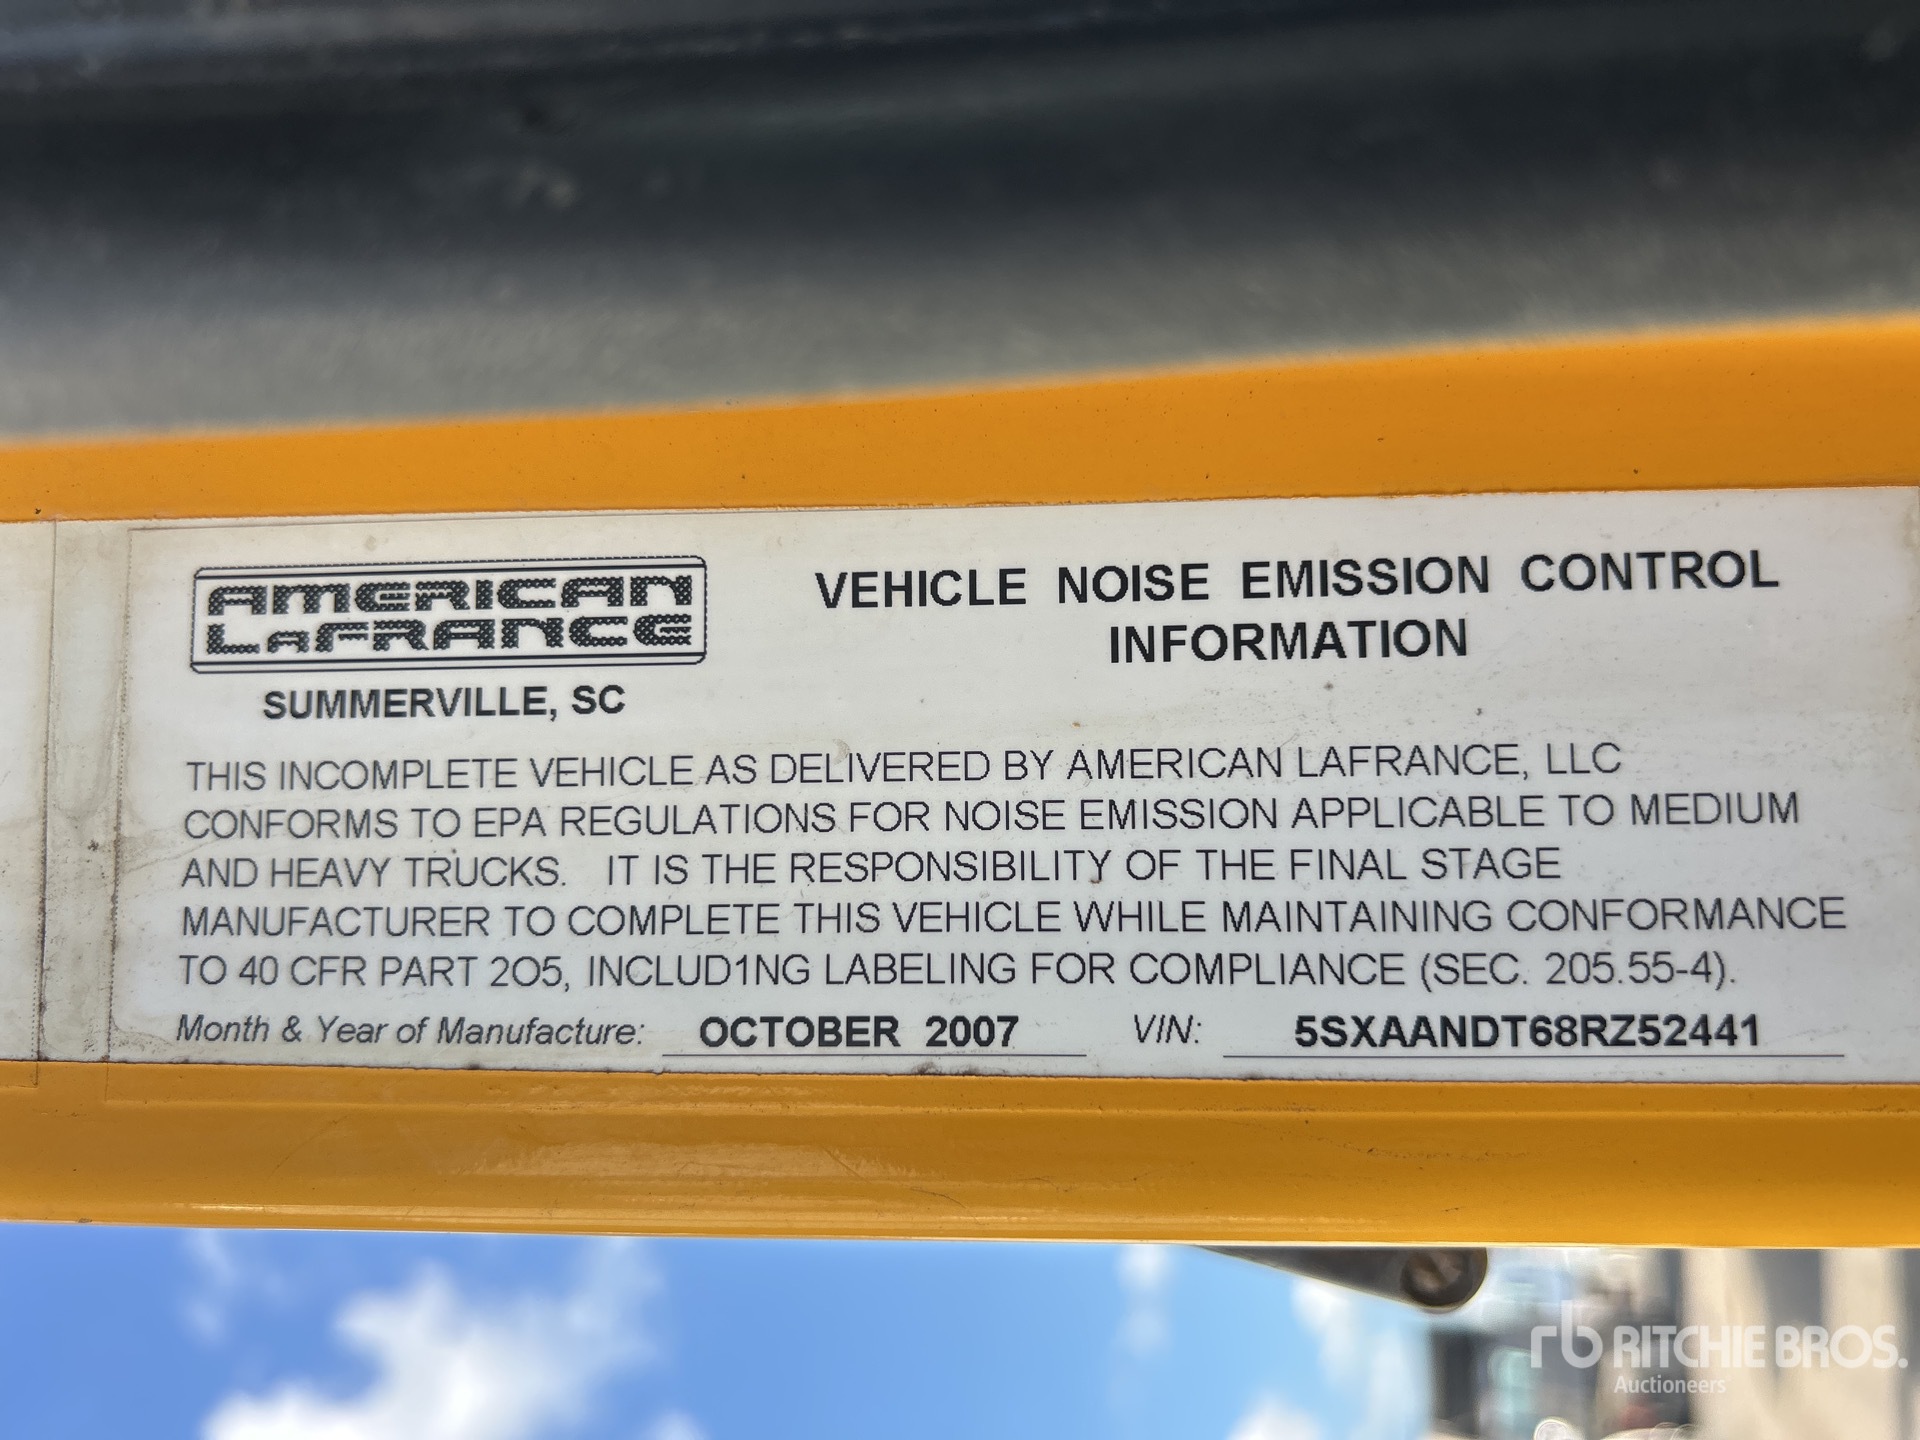 AMERICAN
LAFRANCE
SUMMERVILLE, SC
VEHICLE NOISE EMISSION CONTROL
INFORMATION
THIS INCOMPLETE VEHICLE AS DELIVERED BY AMERICAN LAFRANCE, LLC
CONFORMS TO EPA REGULATIONS FOR NOISE EMISSION APPLICABLE TO MEDIUM
AND HEAVY TRUCKS. IT IS THE RESPONSIBILITY OF THE FINAL STAGE
MANUFACTURER TO COMPLETE THIS VEHICLE WHILE MAINTAINING CONFORMANCE
TO 40 CFR PART 2O5, INCLUD1NG LABELING FOR COMPLIANCE (SEC. 205.55-4).
Month & Year of Manufacture: OCTOBER 2007 VIN: 5SXAANDT68RZ52441
rb RITCHIE BROS.
Auctioneers